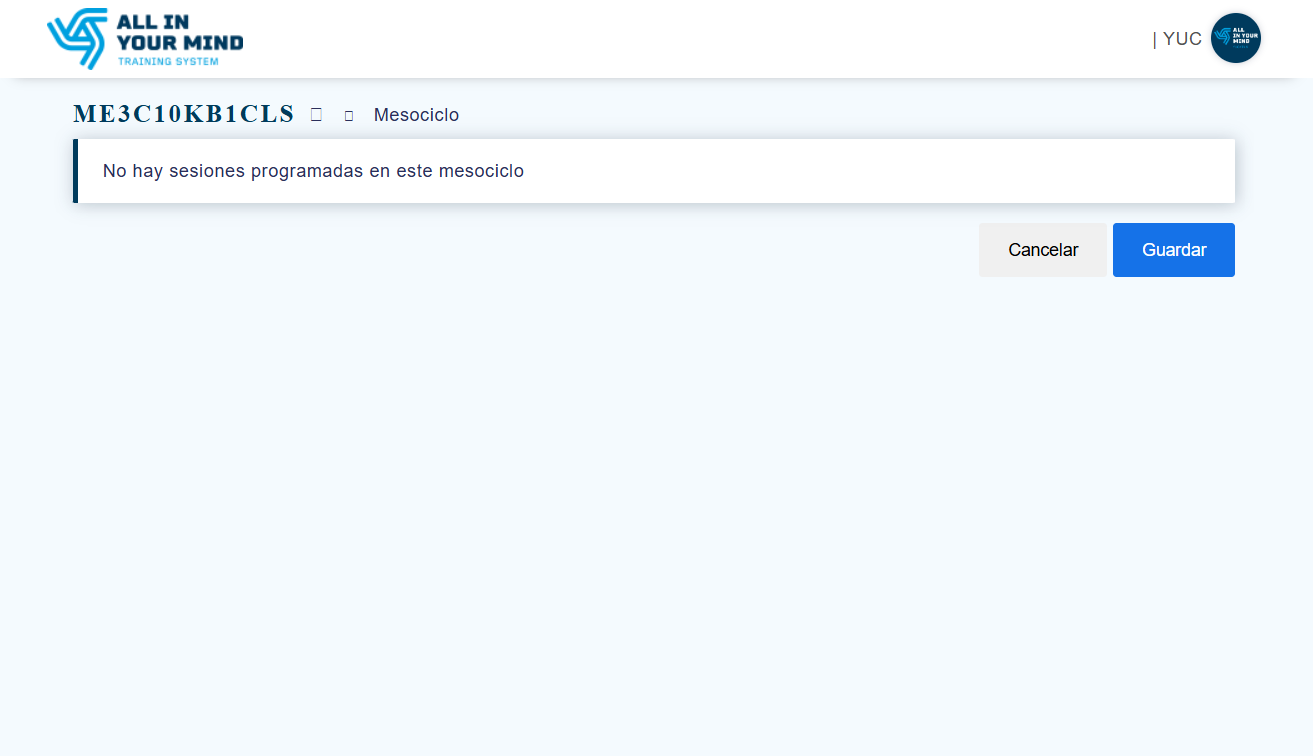 ALL IN
YOUR MIND
TRAINING SYSTEM
| YUC
ALL
IN YOUR
MIND
ME3C10KB1CLS Mesociclo
No hay sesiones programadas en este mesociclo
Cancelar Guardar